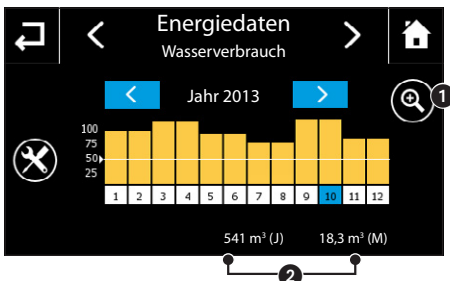 Energiedaten
Wasserverbrauch
Jahr 2013
1
100
75
50
25
1 2 3 4 5 6 7 8 9 10 11 12
541 m³ (J) 18,3 m³ (M)
2